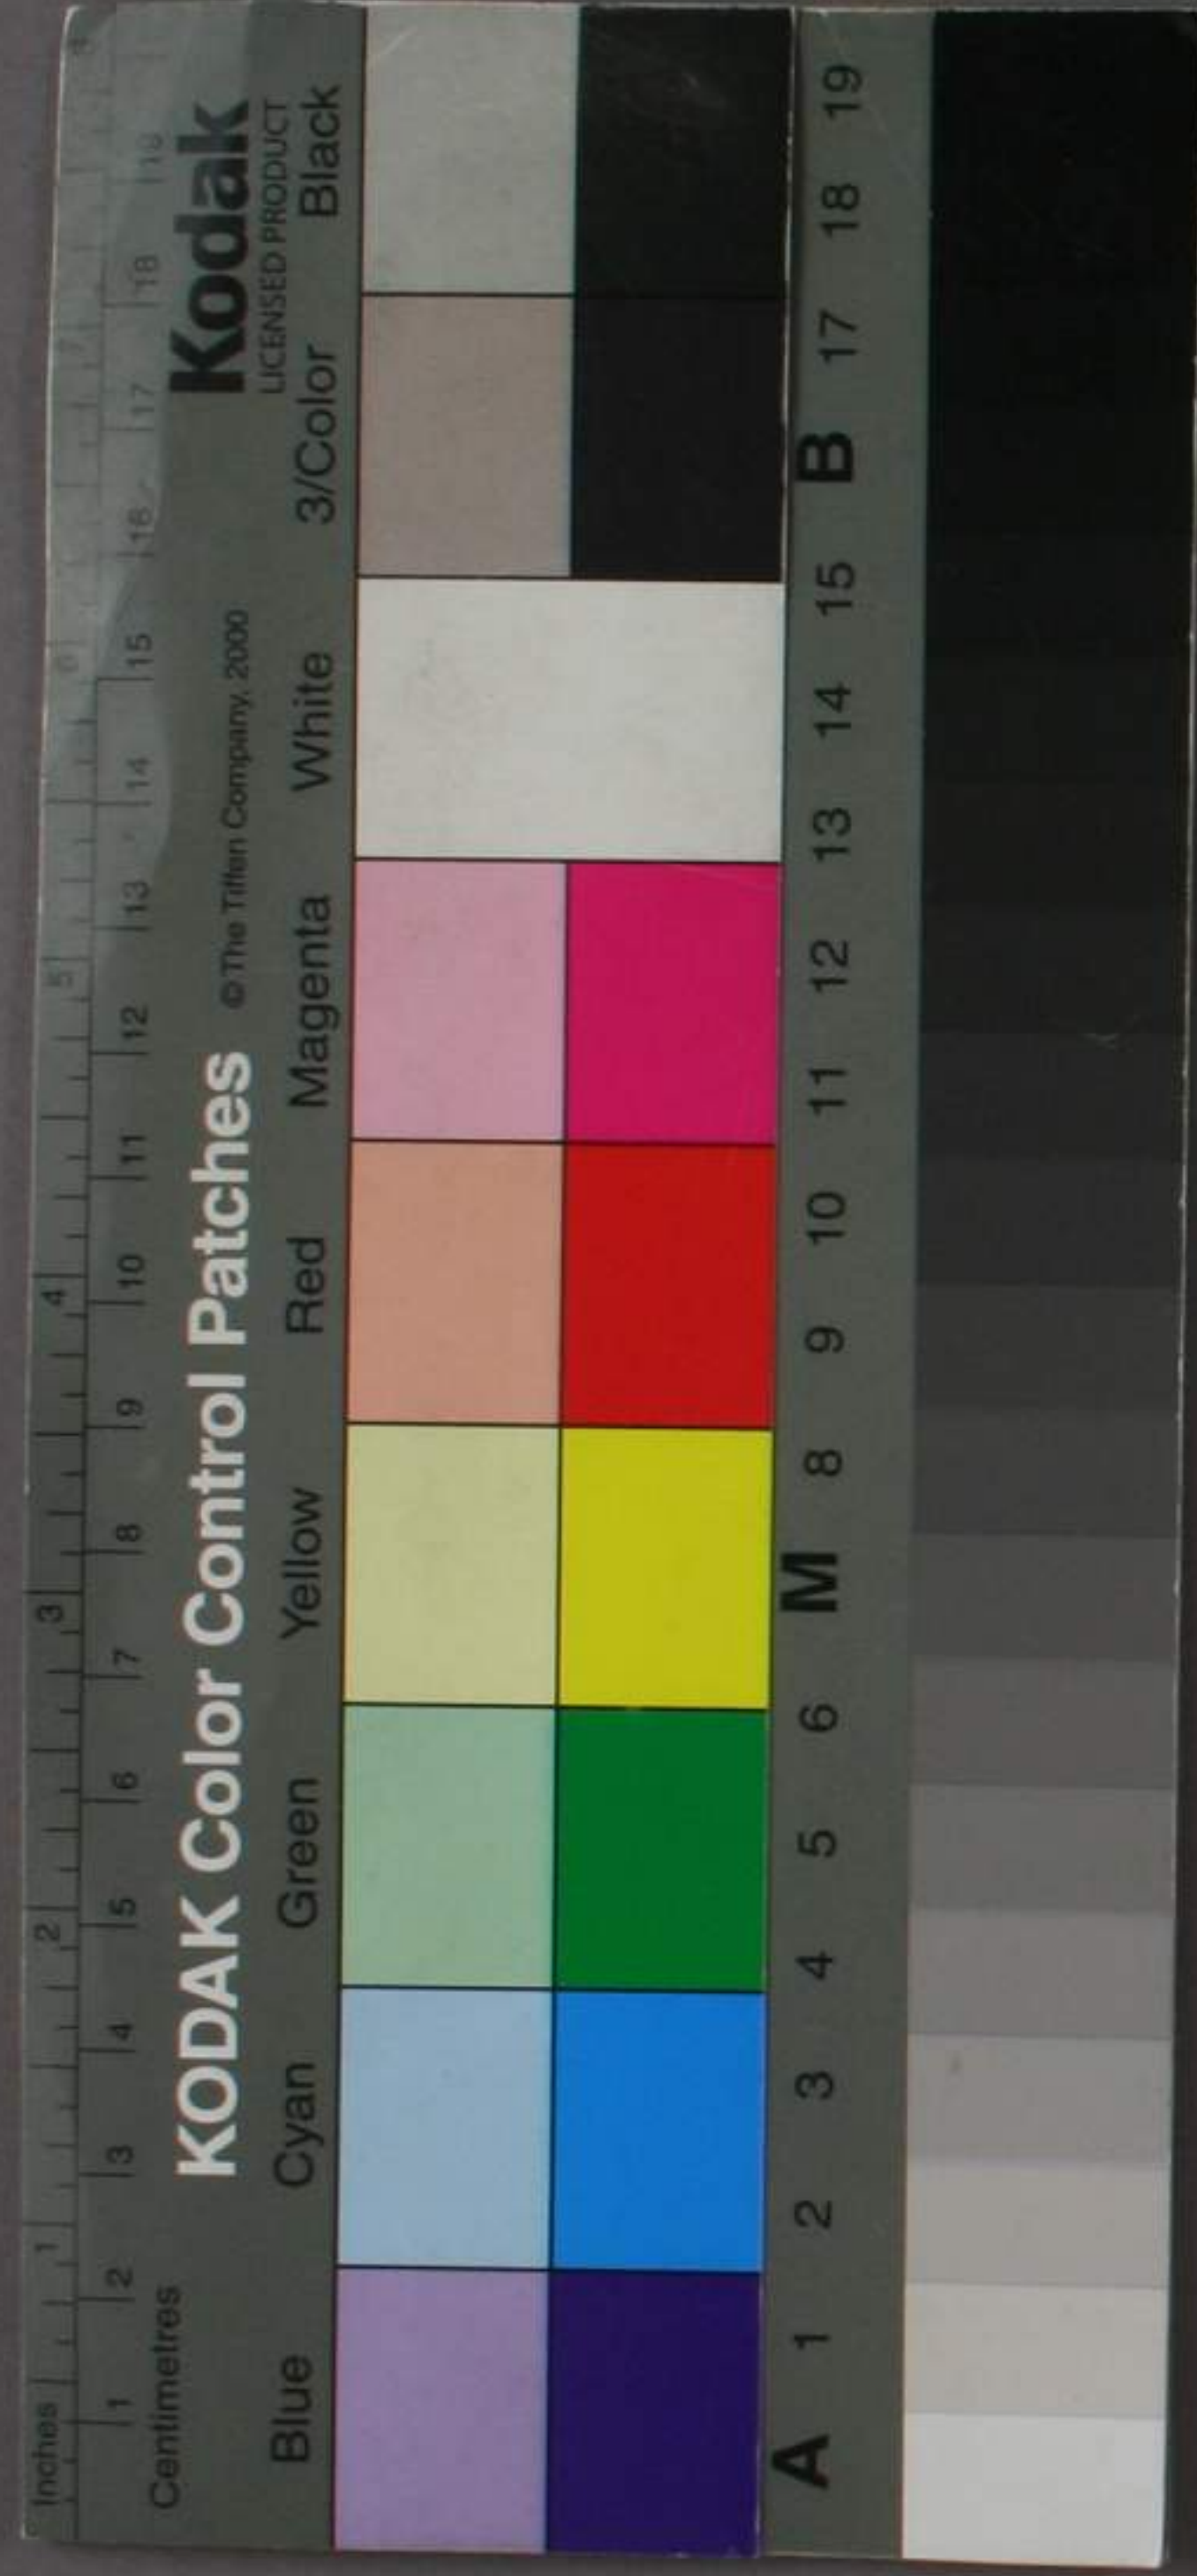 Inches 1 2 3 4 5 6 7 8
Centimetres 1 2 3 4 5 6 7 8 9 10 11 12 13 14 15 16 17 18 19
KODAK Color Control Patches ©The Tiffen Company, 2000 Kodak
LICENSED PRODUCT
Blue Cyan Green Yellow Red Magenta White 3/Color Black
A 1 2 3 4 5 6 M 8 9 10 11 12 13 14 15 B 17 18 19